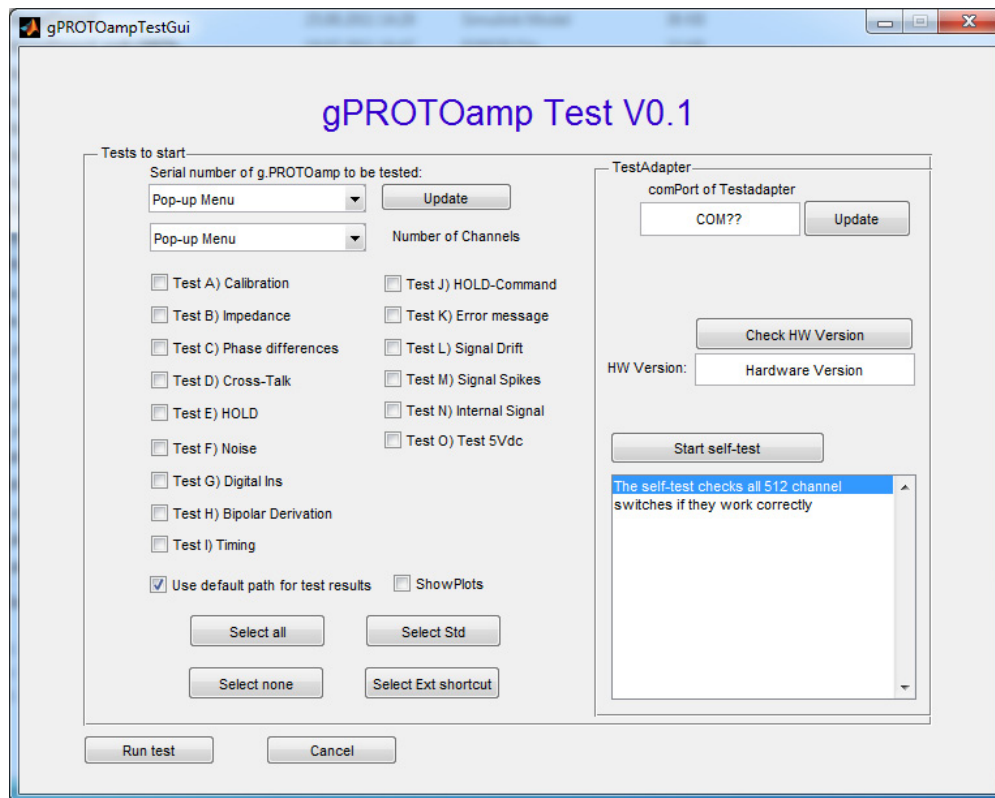 gPROTOampTestGui
gPROTOamp Test V0.1
Tests to start
Serial number of g.PROTOamp to be tested:
Pop-up Menu
Update
Pop-up Menu
Number of Channels
Test A) Calibration
Test B) Impedance
Test C) Phase differences
Test D) Cross-Talk
Test E) HOLD
Test F) Noise
Test G) Digital Ins
Test H) Bipolar Derivation
Test I) Timing
Test J) HOLD-Command
Test K) Error message
Test L) Signal Drift
Test M) Signal Spikes
Test N) Internal Signal
Test O) Test 5Vdc
Use default path for test results
ShowPlots
Select all
Select Std
Select none
Select Ext shortcut
TestAdapter
comPort of Testadapter
COM??
Update
Check HW Version
HW Version:
Hardware Version
Start self-test
The self-test checks all 512 channel
switches if they work correctly
Run test
Cancel